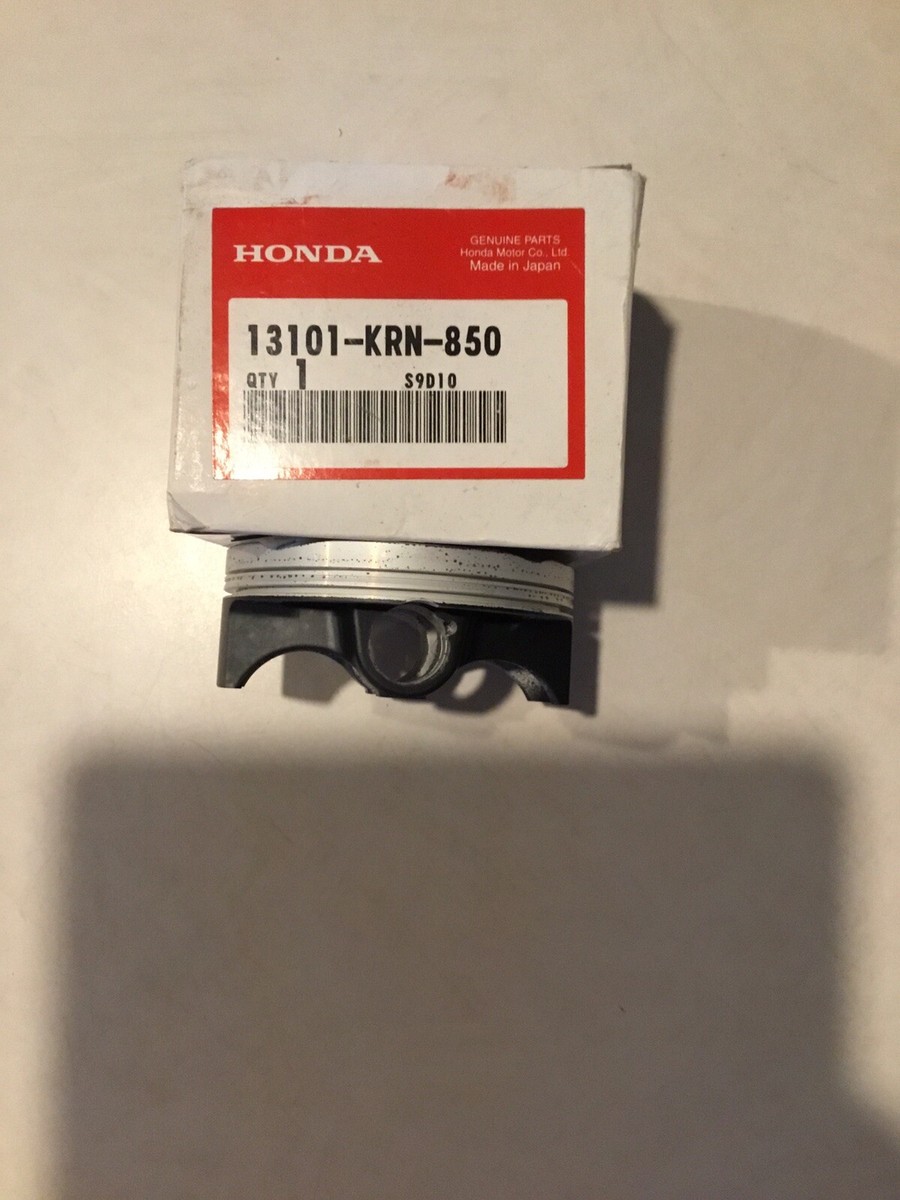 HONDA
GENUINE PARTS
Honda Motor Co., Ltd.
Made in Japan
13101-KRN-850
QTY 1 S9D10